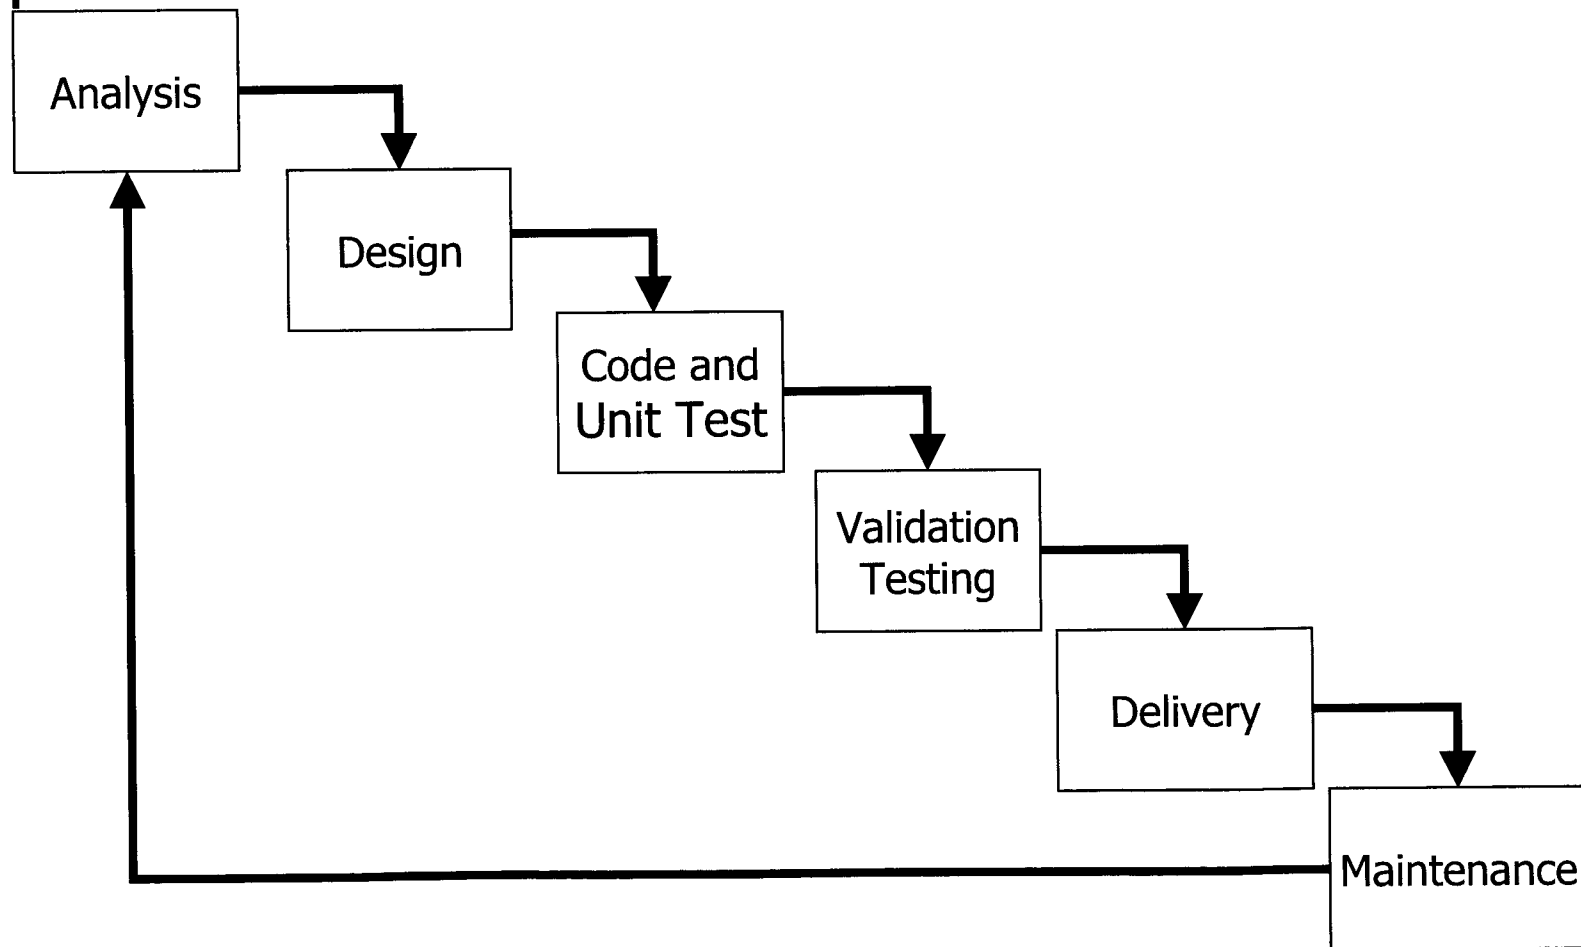 Analysis
Design
Code and
Unit Test
Validation
Testing
Delivery
Maintenance